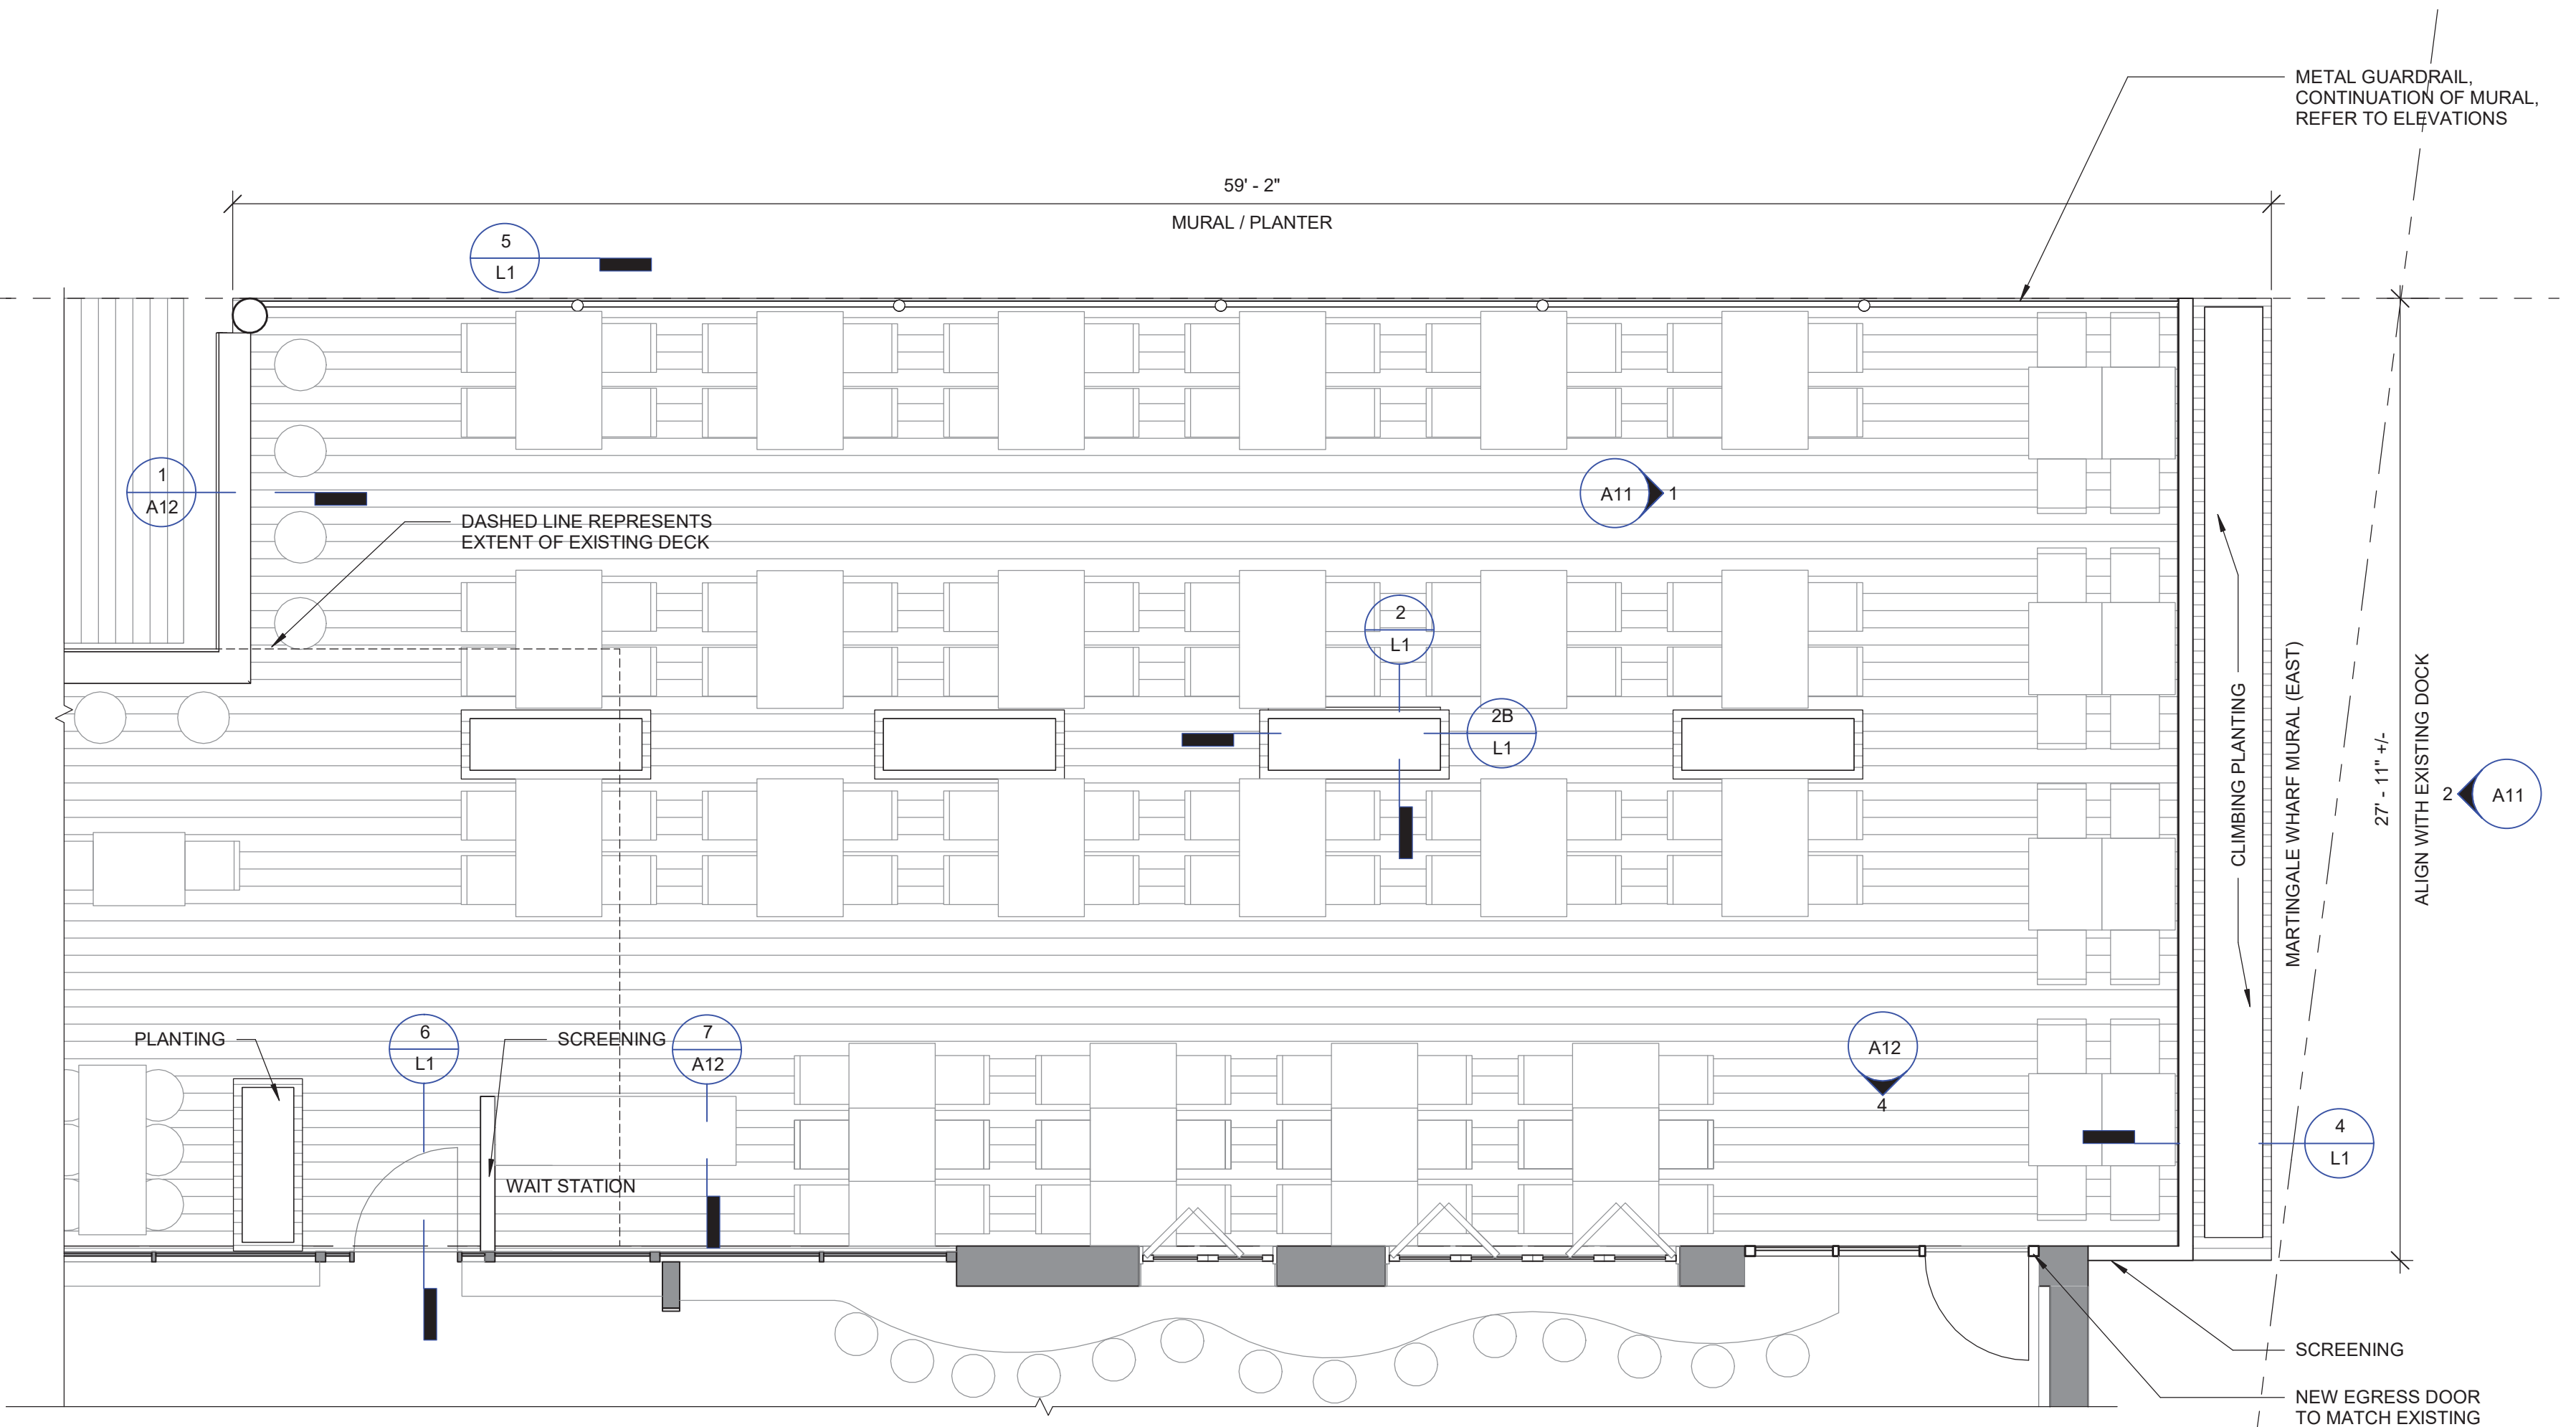 METAL GUARDRAIL,
CONTINUATION OF MURAL,
REFER TO ELEVATIONS
59' - 2"
MURAL / PLANTER
5
L1
1
A12
A11
1
DASHED LINE REPRESENTS
EXTENT OF EXISTING DECK
2
L1
2B
L1
CLIMBING PLANTING
MARTINGALE WHARF MURAL (EAST)
27' - 11" +/-
ALIGN WITH EXISTING DOCK
2
A11
PLANTING
6
L1
SCREENING
7
A12
A12
4
4
L1
WAIT STATION
SCREENING
NEW EGRESS DOOR
TO MATCH EXISTING